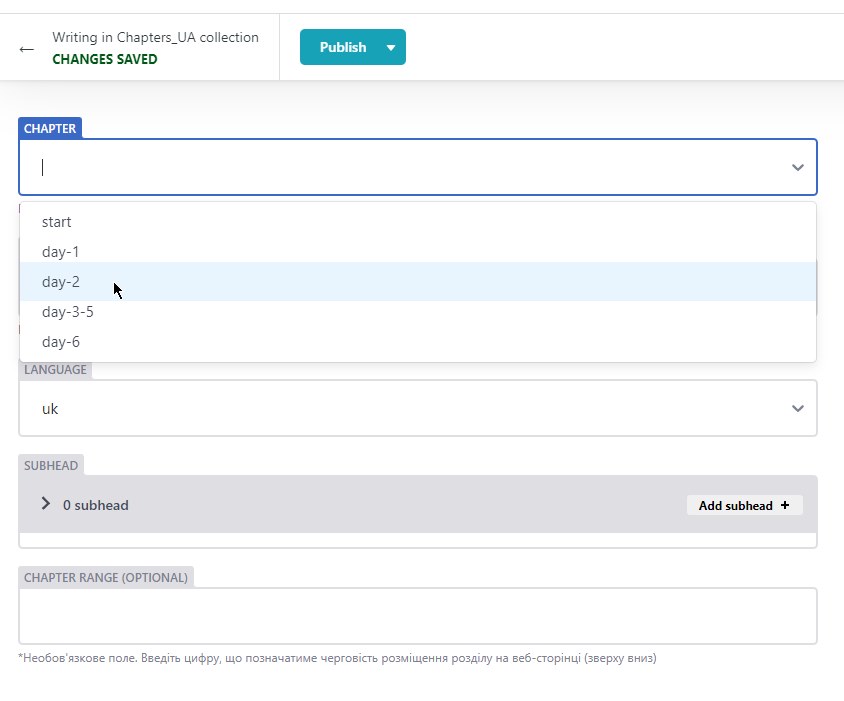 Writing in Chapters_UA collection
CHANGES SAVED
Publish
CHAPTER
start
day-1
day-2
day-3-5
day-6
LANGUAGE
uk
SUBHEAD
0 subhead
Add subhead +
CHAPTER RANGE (OPTIONAL)
*Необов'язкове поле. Введіть цифру, що позначатиме черговість розміщення розділу на веб-сторінці (зверху вниз)